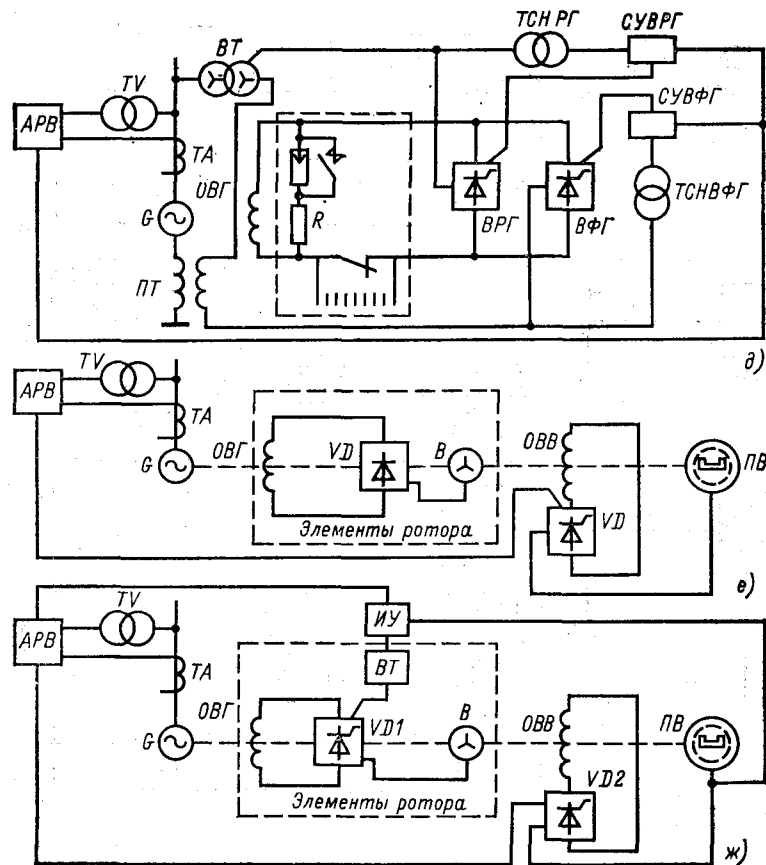 ТСН РГ
СУВРГ
ВТ
TV
АРВ
СУВФГ
TA
ОВГ
G
R
ВРГ
ВФГ
ТСНВФГ
ПТ
д)
TV
АРВ
TA
ОВГ
VD
В
ОВВ
ПВ
G
VD
Элементы ротора
е)
TV
ИУ
АРВ
ВТ
TA
ОВГ
VD1
В
ОВВ
ПВ
G
VD2
Элементы ротора
ж)